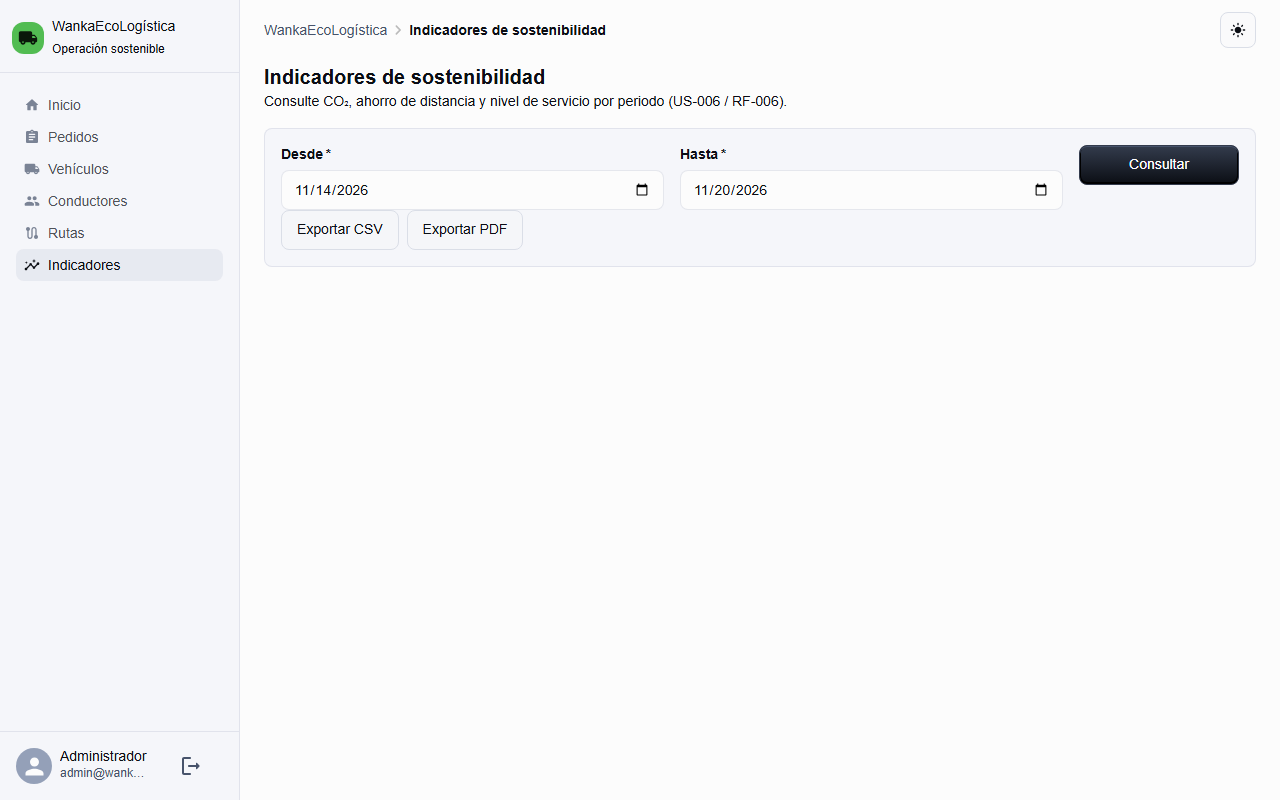 WankaEcoLogística
Operación sostenible
Inicio
Pedidos
Vehículos
Conductores
Rutas
Indicadores
Administrador
admin@wank...
WankaEcoLogística > Indicadores de sostenibilidad
Indicadores de sostenibilidad
Consulte CO₂, ahorro de distancia y nivel de servicio por periodo (US-006 / RF-006).
Desde *
11/14/2026
Hasta *
11/20/2026
Consultar
Exportar CSV
Exportar PDF